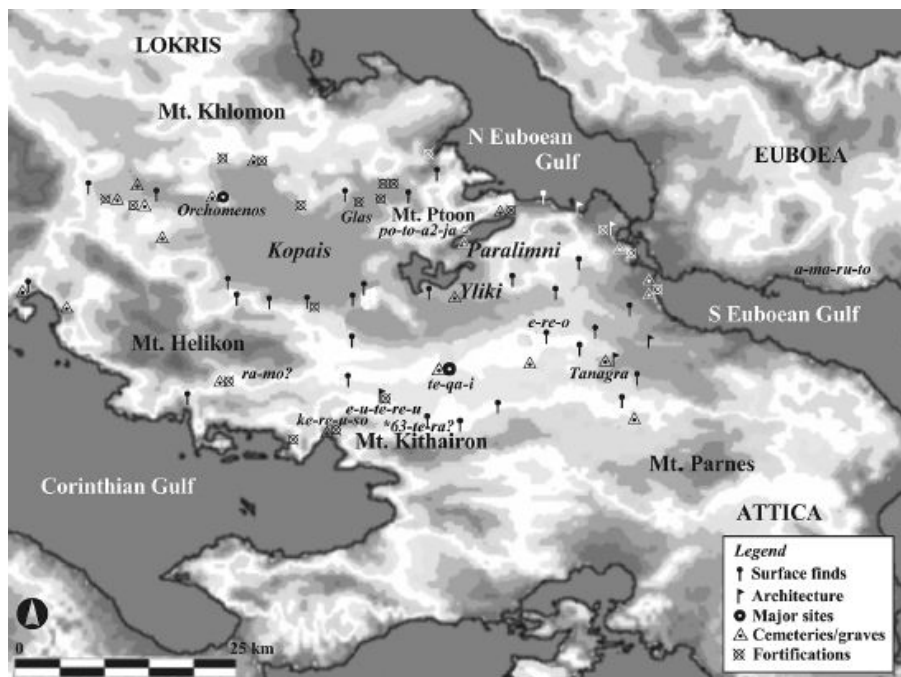 LOKRIS
Mt. Khlomon
N Euboean
Gulf
EUBOEA
Orchomenos
Glas
Mt. Ptoon
po-to-a2-ja
Kopais
Paralimni
a-ma-ru-to
Yliki
S Euboean Gulf
e-re-o
Mt. Helikon
ra-mo?
te-qa-i
Tanagra
e-u-te-re-u
ke-re-u-so
*63-te-ra?
Mt. Kithairon
Mt. Parnes
Corinthian Gulf
ATTICA
Legend
Surface finds
Architecture
Major sites
Cemeteries/graves
Fortifications
0 25 km